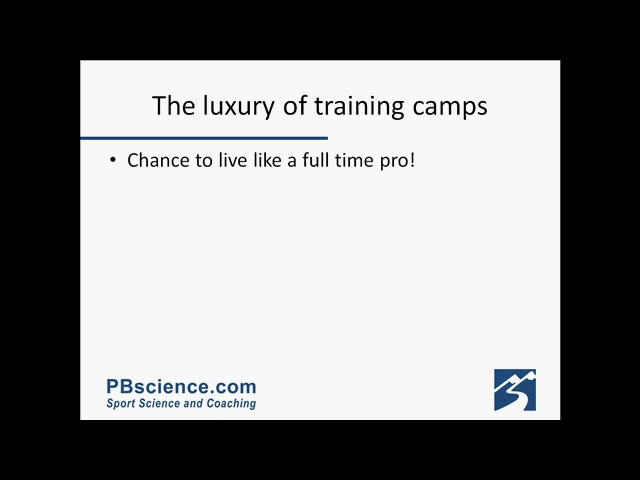 The luxury of training camps
• Chance to live like a full time pro!
PBscience.com
Sport Science and Coaching